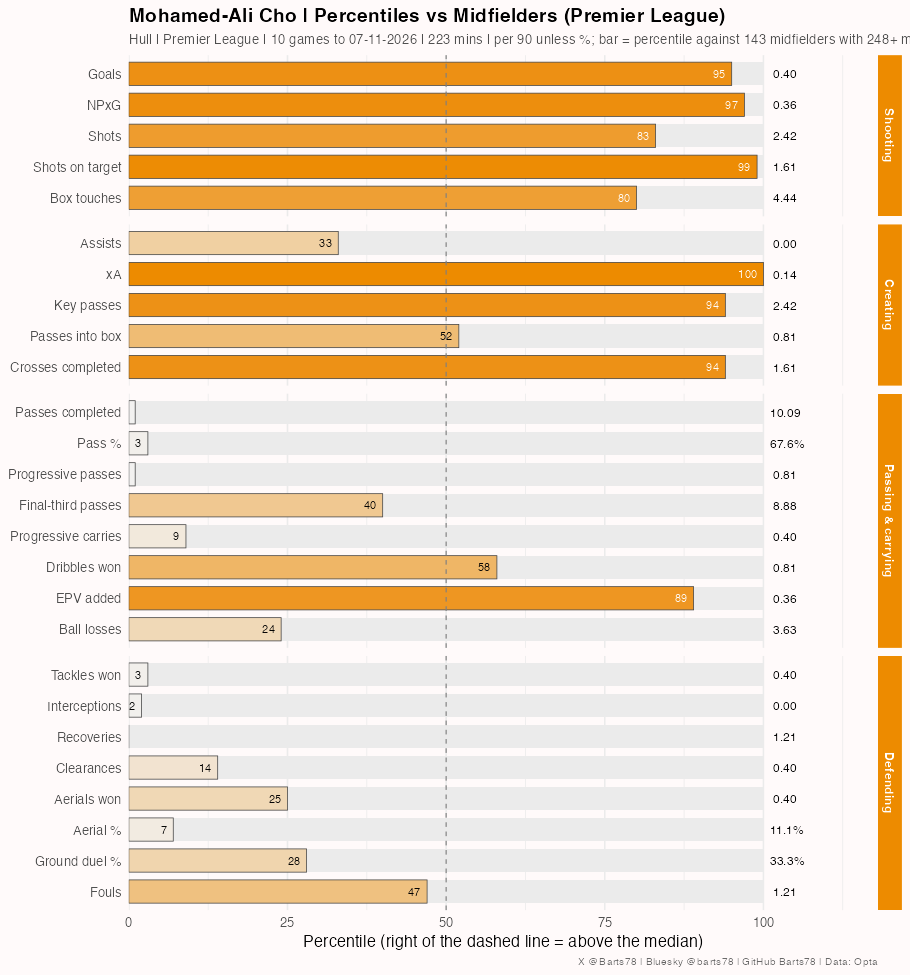 Mohamed-Ali Cho | Percentiles vs Midfielders (Premier League)
Hull | Premier League | 10 games to 07-11-2026 | 223 mins | per 90 unless %; bar = percentile against 143 midfielders with 248+ m
Shooting
Goals 95 0.40
NPxG 97 0.36
Shots 83 2.42
Shots on target 99 1.61
Box touches 80 4.44
Creating
Assists 33 0.00
xA 100 0.14
Key passes 94 2.42
Passes into box 52 0.81
Crosses completed 94 1.61
Passing & carrying
Passes completed 10.09
Pass % 3 67.6%
Progressive passes 0.81
Final-third passes 40 8.88
Progressive carries 9 0.40
Dribbles won 58 0.81
EPV added 89 0.36
Ball losses 24 3.63
Defending
Tackles won 3 0.40
Interceptions 2 0.00
Recoveries 1.21
Clearances 14 0.40
Aerials won 25 0.40
Aerial % 7 11.1%
Ground duel % 28 33.3%
Fouls 47 1.21
0 25 50 75 100
Percentile (right of the dashed line = above the median)
X @Barts78 | Bluesky @barts78 | GitHub Barts78 | Data: Opta